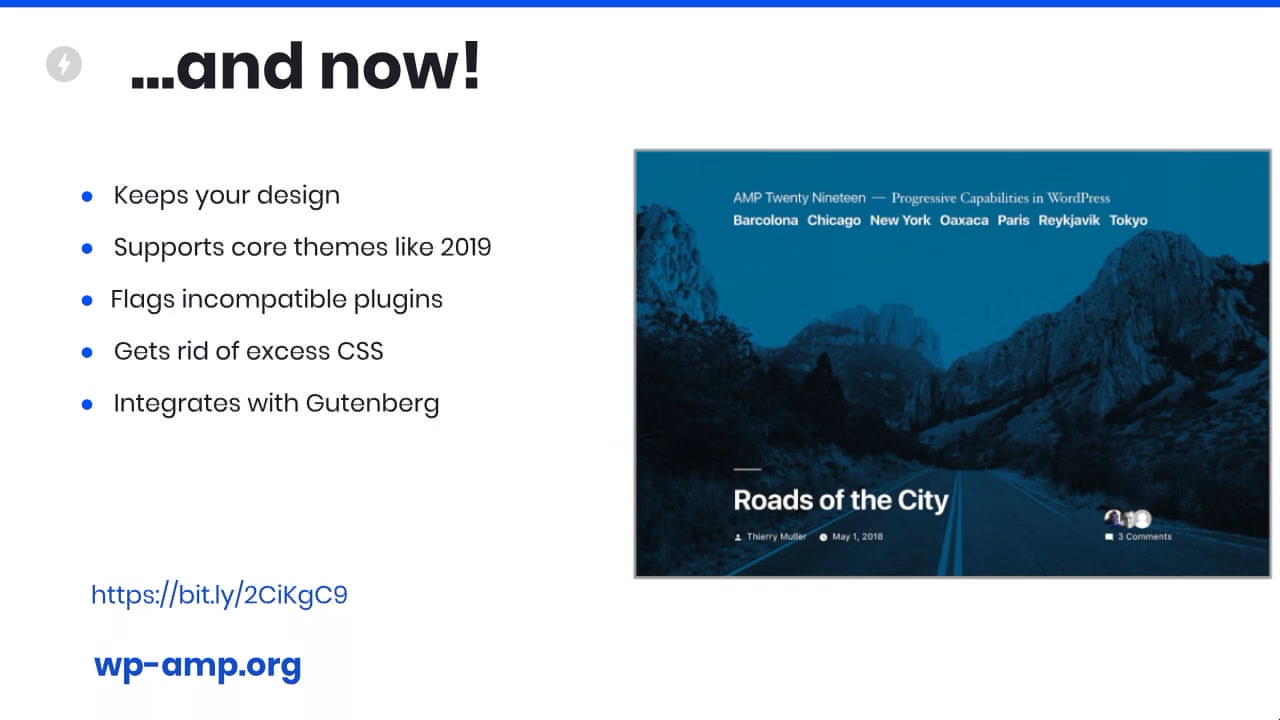 ...and now!
Keeps your design
Supports core themes like 2019
Flags incompatible plugins
Gets rid of excess CSS
Integrates with Gutenberg
https://bit.ly/2CiKgC9
wp-amp.org
AMP Twenty Nineteen — Progressive Capabilities in WordPress
Barcolona Chicago New York Oaxaca Paris Reykjavik Tokyo
Roads of the City
Thierry Muller May 1, 2018
3 Comments